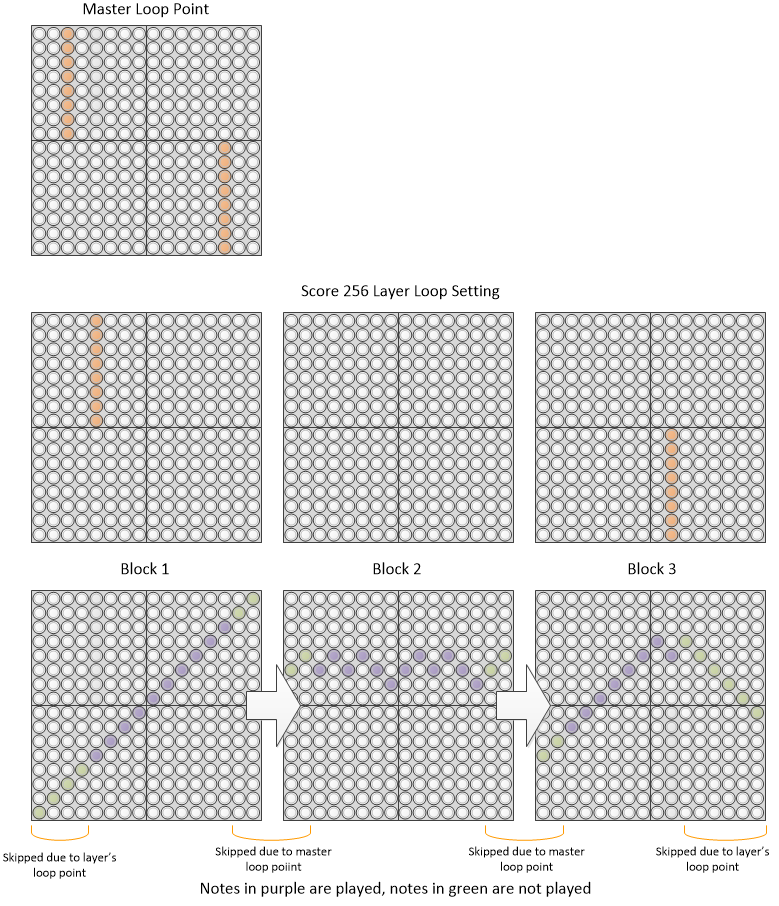 Master Loop Point
Score 256 Layer Loop Setting
Block 1
Block 2
Block 3
Skipped due to layer's
loop point
Skipped due to master
loop poiint
Skipped due to master
loop point
Skipped due to layer's
loop point
Notes in purple are played, notes in green are not played